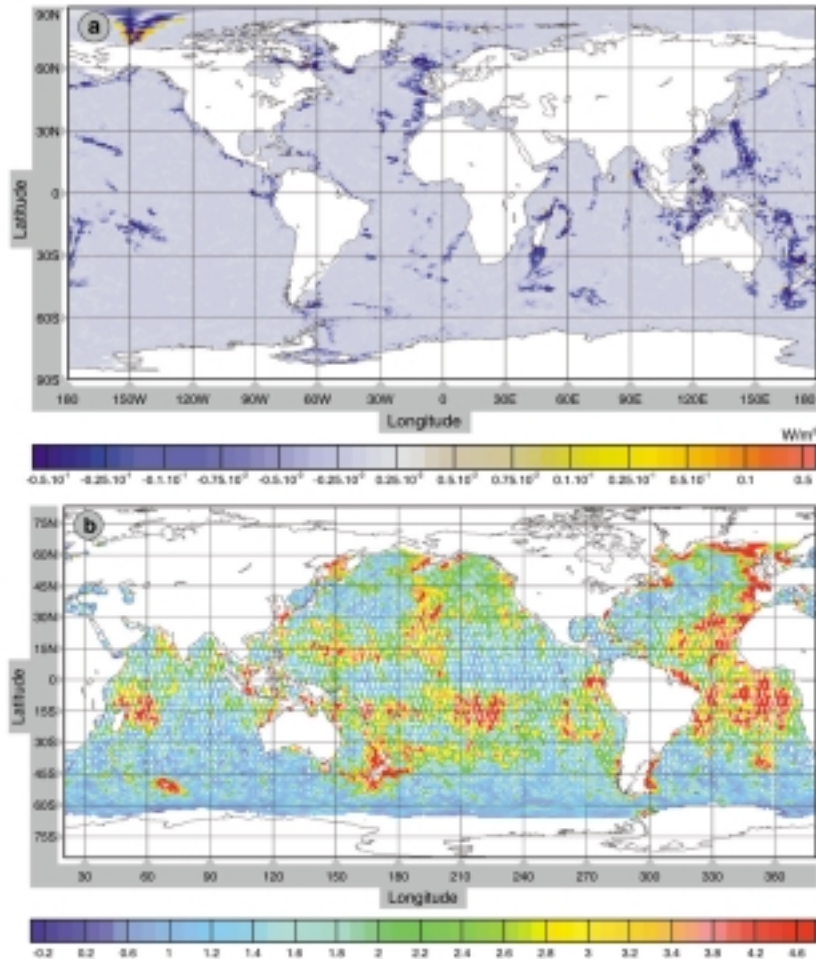 a
90N
60N
30N
0
30S
60S
90S
Latitude
180 150W 120W 90W 60W 30W 0 30E 60E 90E 120E 150E 180
Longitude
W/m²
0.1 0.5
b
75N
60N
45N
30N
15N
0
15S
30S
45S
60S
75S
Latitude
30 60 90 120 150 180 210 240 270 300 330 360
Longitude
-0.2 0.2 0.6 1 1.2 1.4 1.6 1.8 2 2.2 2.4 2.6 2.8 3 3.2 3.4 3.8 4.2 4.6